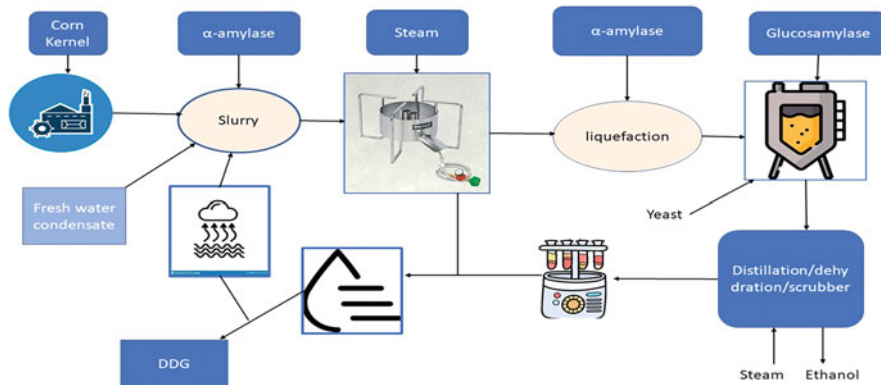 Corn
Kernel
α-amylase
Steam
α-amylase
Glucosamylase
Slurry
liquefaction
Fresh water
condensate
Yeast
Distillation/dehy
dration/scrubber
DDG
Steam
Ethanol